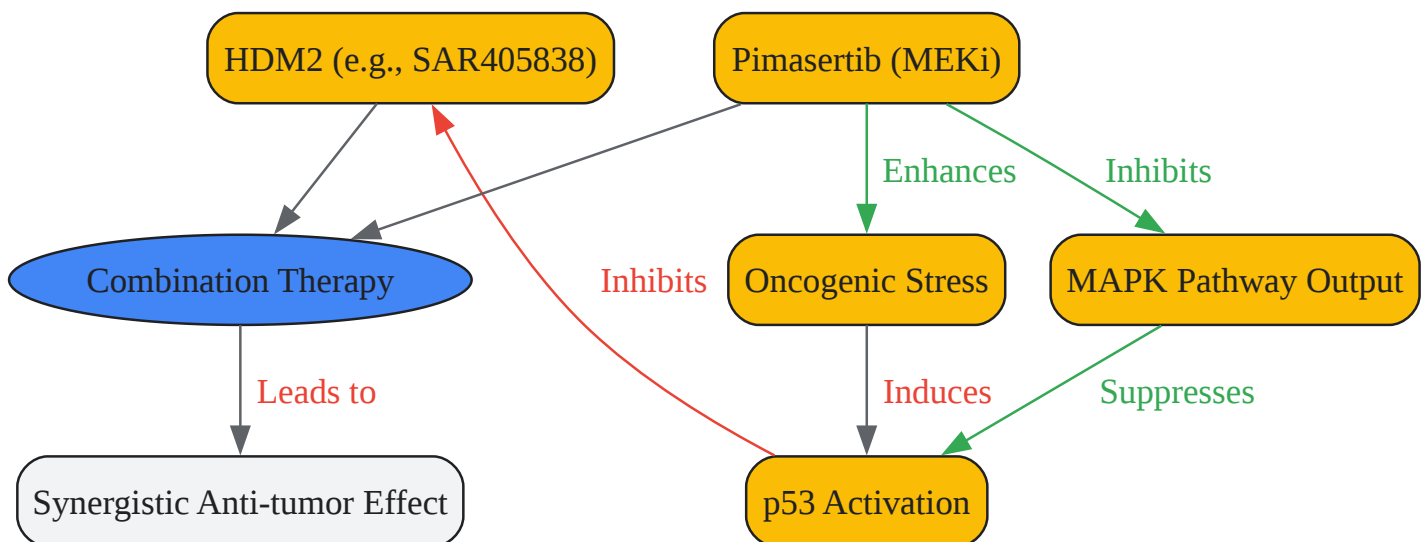 HDM2 (e.g., SAR405838)
Pimasertib (MEKi)
Enhances
Inhibits
Combination Therapy
Inhibits
Oncogenic Stress
MAPK Pathway Output
Leads to
Induces
Suppresses
Synergistic Anti-tumor Effect
p53 Activation